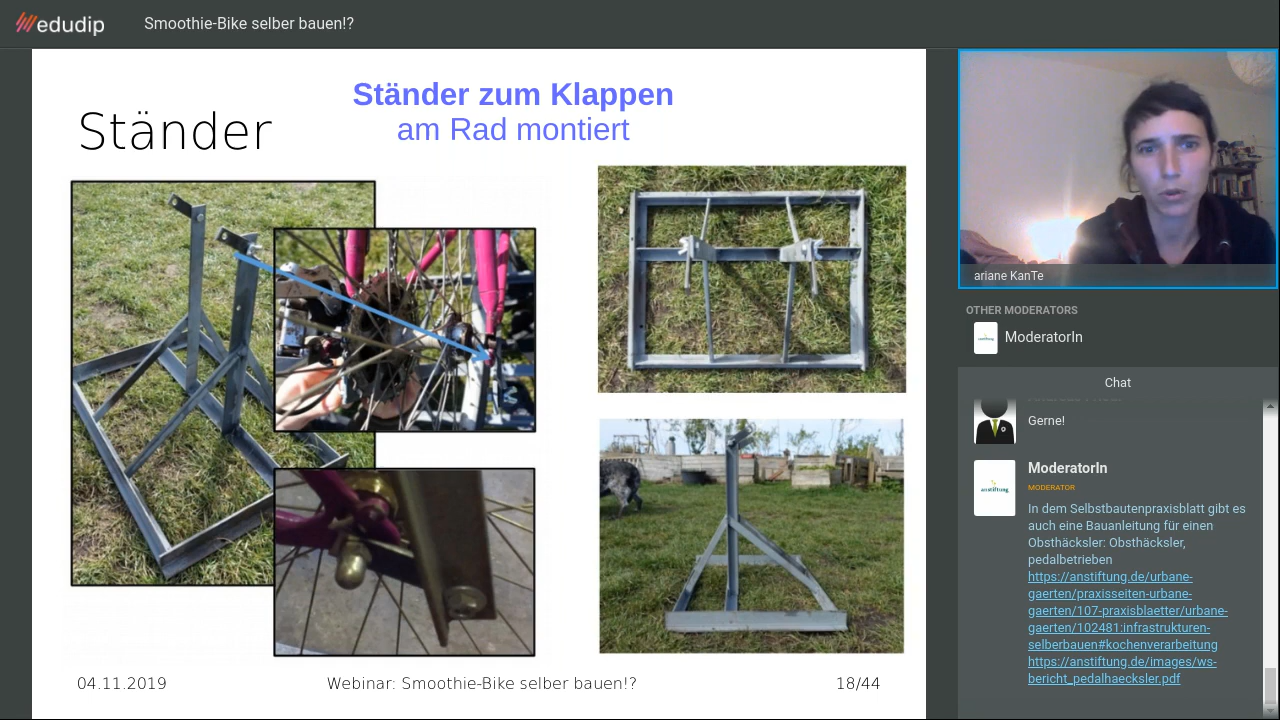 edudip
Smoothie-Bike selber bauen!?
Ständer zum Klappen
am Rad montiert
Ständer
04.11.2019
Webinar: Smoothie-Bike selber bauen!?
18/44
ariane KanTe
OTHER MODERATORS
ModeratorIn
Chat
Gerne!
ModeratorIn
MODERATOR
anstiftung
In dem Selbstbautenpraxisblatt gibt es
auch eine Bauanleitung für einen
Obsthäcksler: Obsthäcksler,
pedalbetrieben
https://anstiftung.de/urbane-
gaerten/praxisseiten-urbane-
gaerten/107-praxisblaetter/urbane-
gaerten/102481:infrastrukturen-
selberbauen#kochenverarbeitung
https://anstiftung.de/images/ws-
bericht_pedalhaecksler.pdf